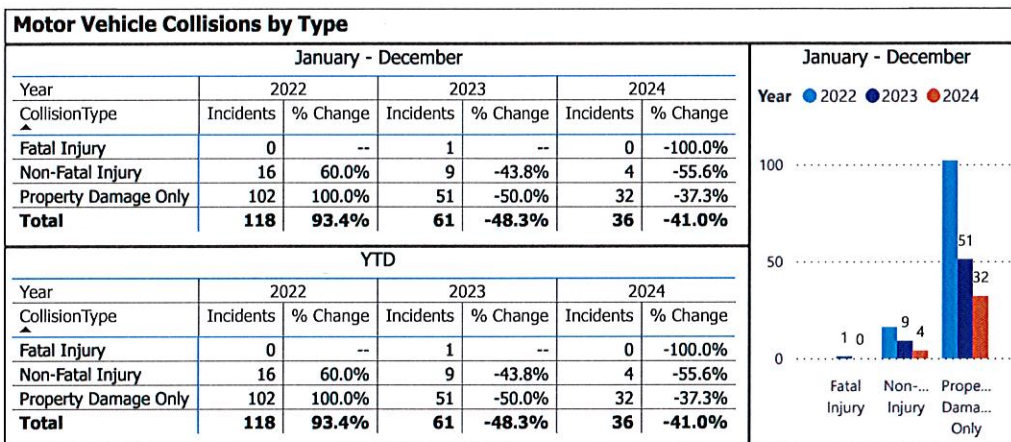 Motor Vehicle Collisions by Type
January - December
Year 2022 2023 2024
CollisionType Incidents % Change Incidents % Change Incidents % Change
Fatal Injury 0 -- 1 -- 0 -100.0%
Non-Fatal Injury 16 60.0% 9 -43.8% 4 -55.6%
Property Damage Only 102 100.0% 51 -50.0% 32 -37.3%
Total 118 93.4% 61 -48.3% 36 -41.0%
YTD
Year 2022 2023 2024
CollisionType Incidents % Change Incidents % Change Incidents % Change
Fatal Injury 0 -- 1 -- 0 -100.0%
Non-Fatal Injury 16 60.0% 9 -43.8% 4 -55.6%
Property Damage Only 102 100.0% 51 -50.0% 32 -37.3%
Total 118 93.4% 61 -48.3% 36 -41.0%
January - December
Year 2022 2023 2024
100
51
50
32
9
1 0 4
0
Fatal Non-... Prope...
Injury Injury Dama...
Only